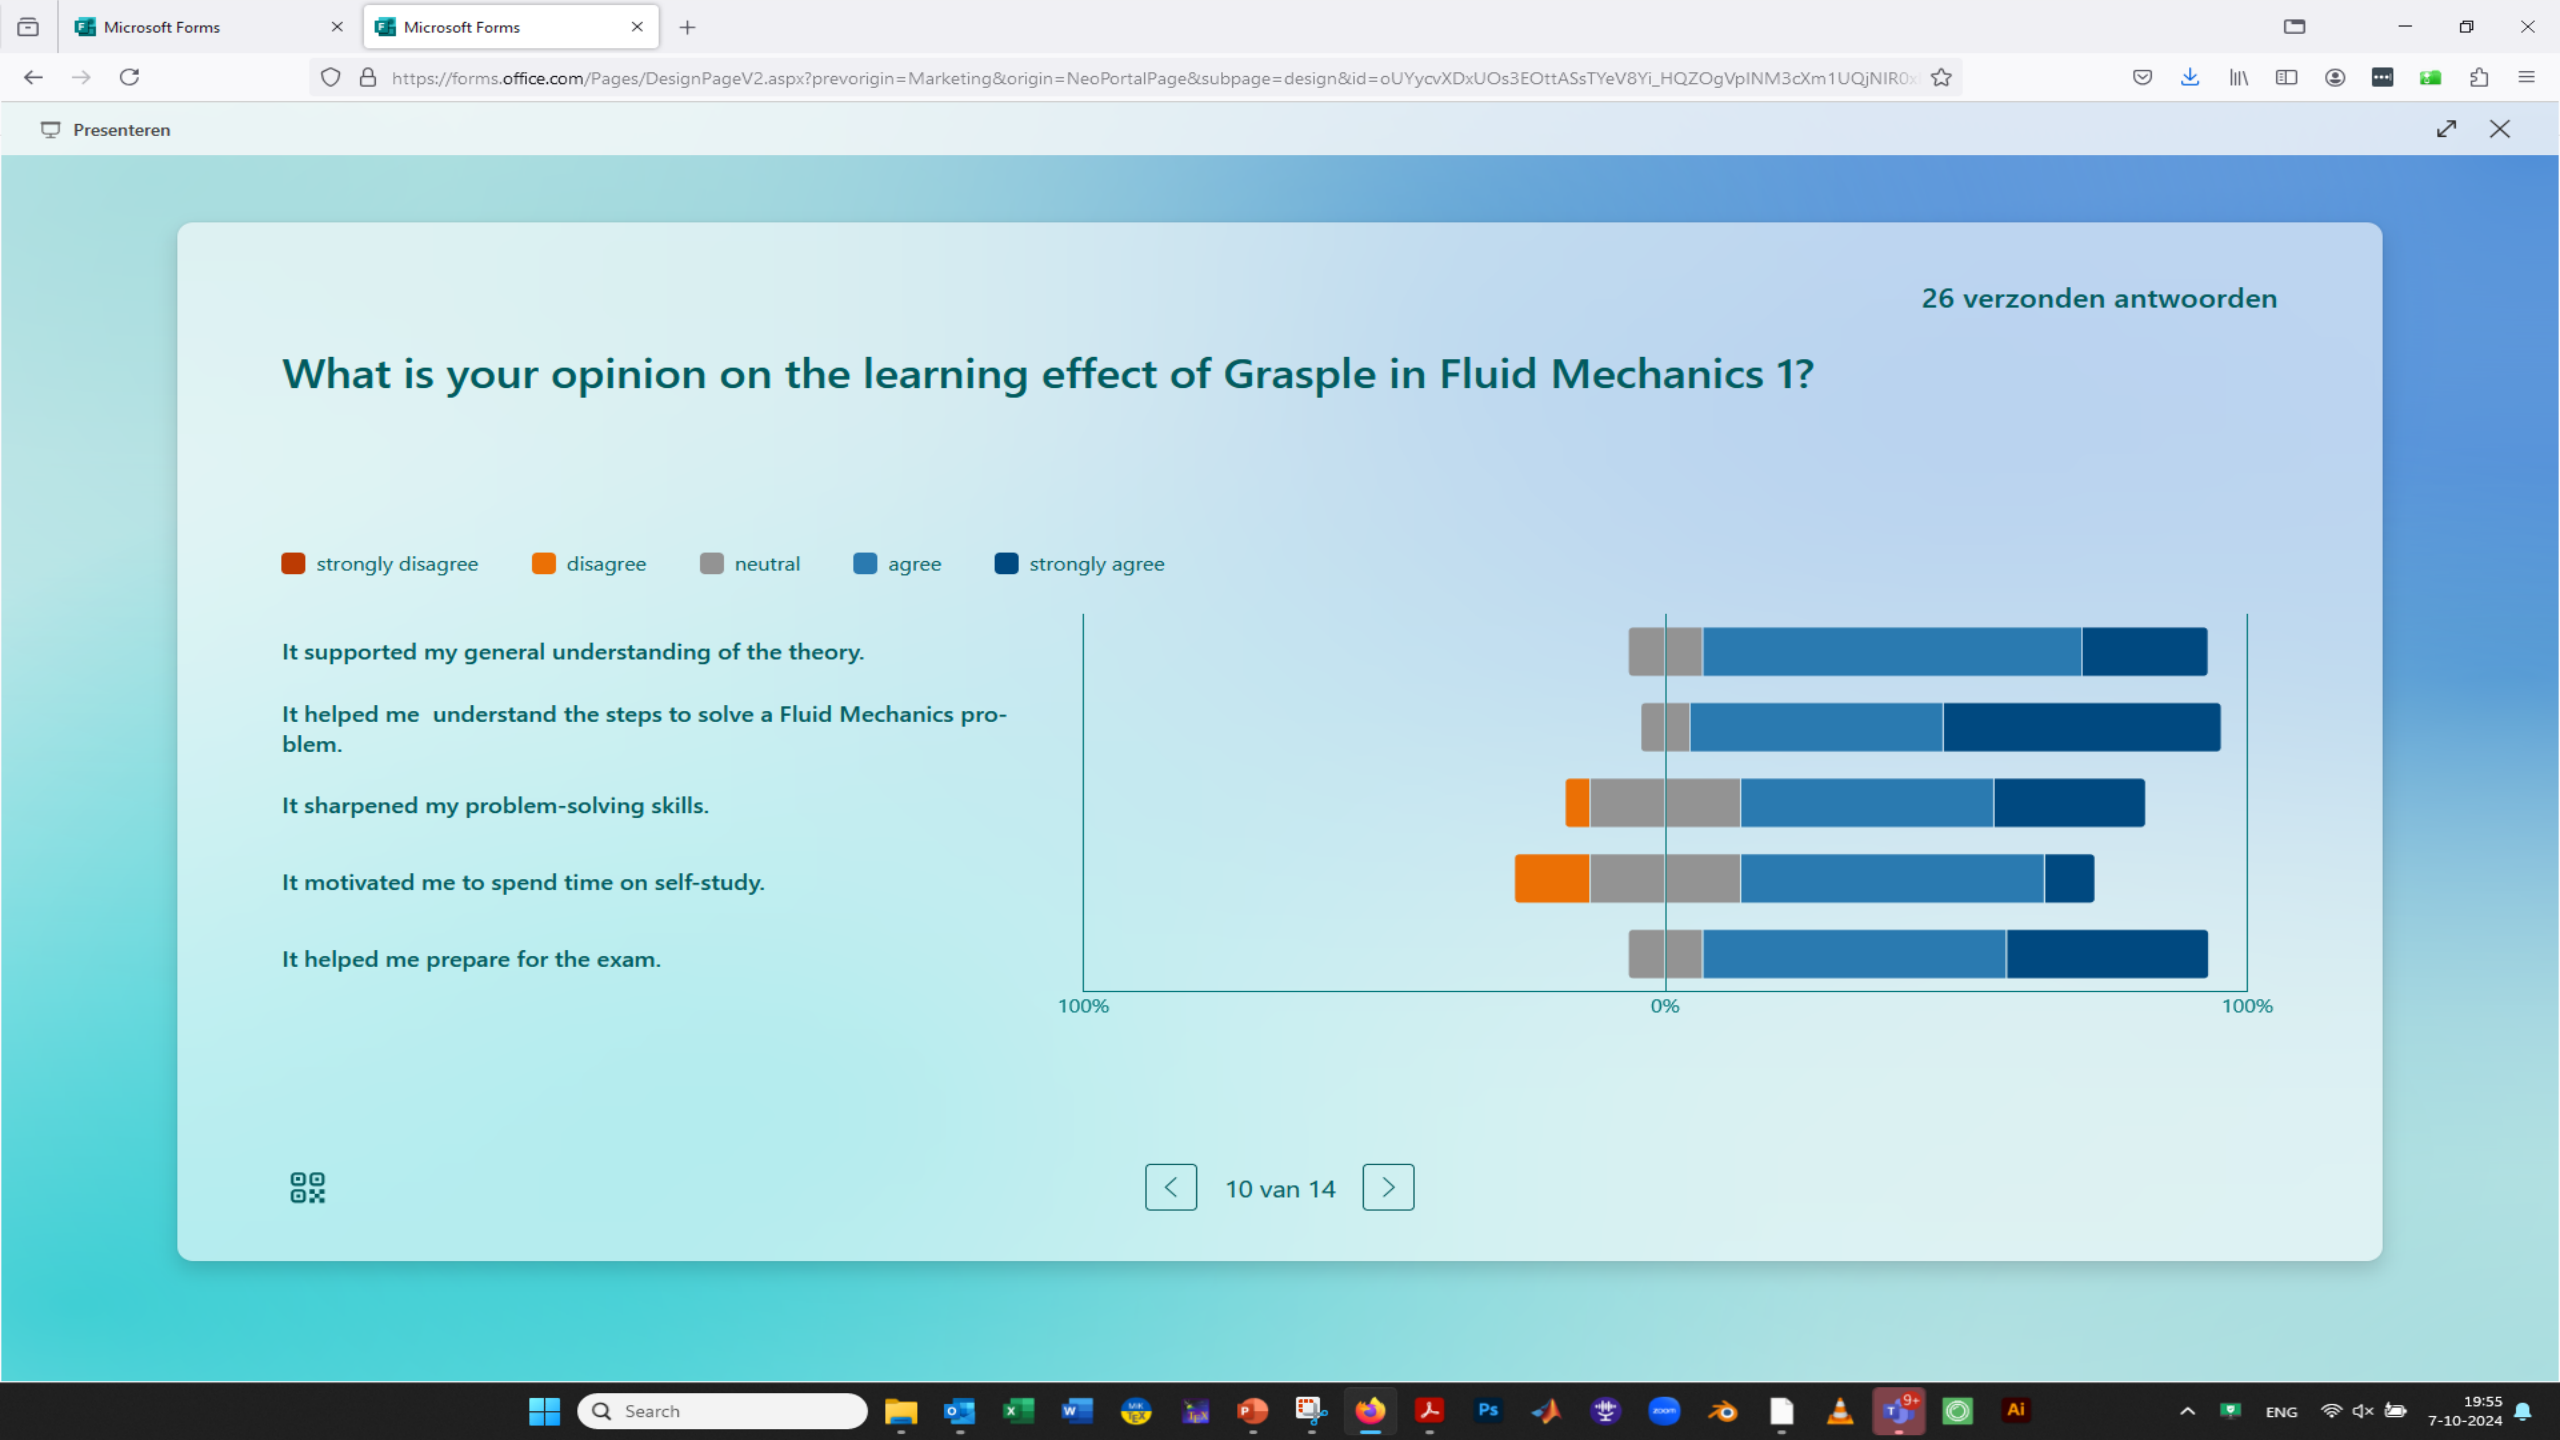 Microsoft Forms
Microsoft Forms
https://forms.office.com/Pages/DesignPageV2.aspx?prevorigin=Marketing&origin=NeoPortalPage&subpage=design&id=oUYycvXDxUOs3EOttASsTYeV8Yi_HQZOgVpINM3cXm1UQjNIR0x
Presenteren
26 verzonden antwoorden
What is your opinion on the learning effect of Grasple in Fluid Mechanics 1?
strongly disagree
disagree
neutral
agree
strongly agree
It supported my general understanding of the theory.
It helped me  understand the steps to solve a Fluid Mechanics pro-
blem.
It sharpened my problem-solving skills.
It motivated me to spend time on self-study.
It helped me prepare for the exam.
100%
0%
100%
10 van 14
Search
Ps
zoom
9+
Ai
ENG
19:55
7-10-2024